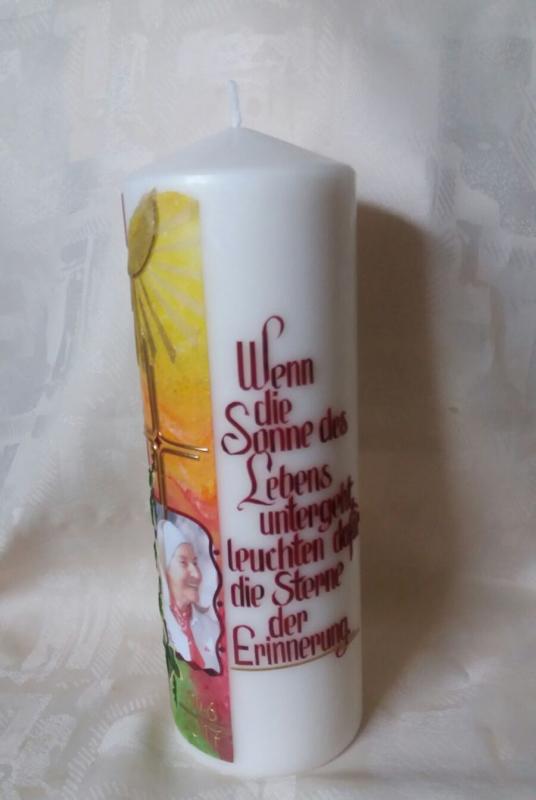 Wenn
die
Sonne des
Lebens
untergeht,
leuchten
die Sterne
der
Erinnerung